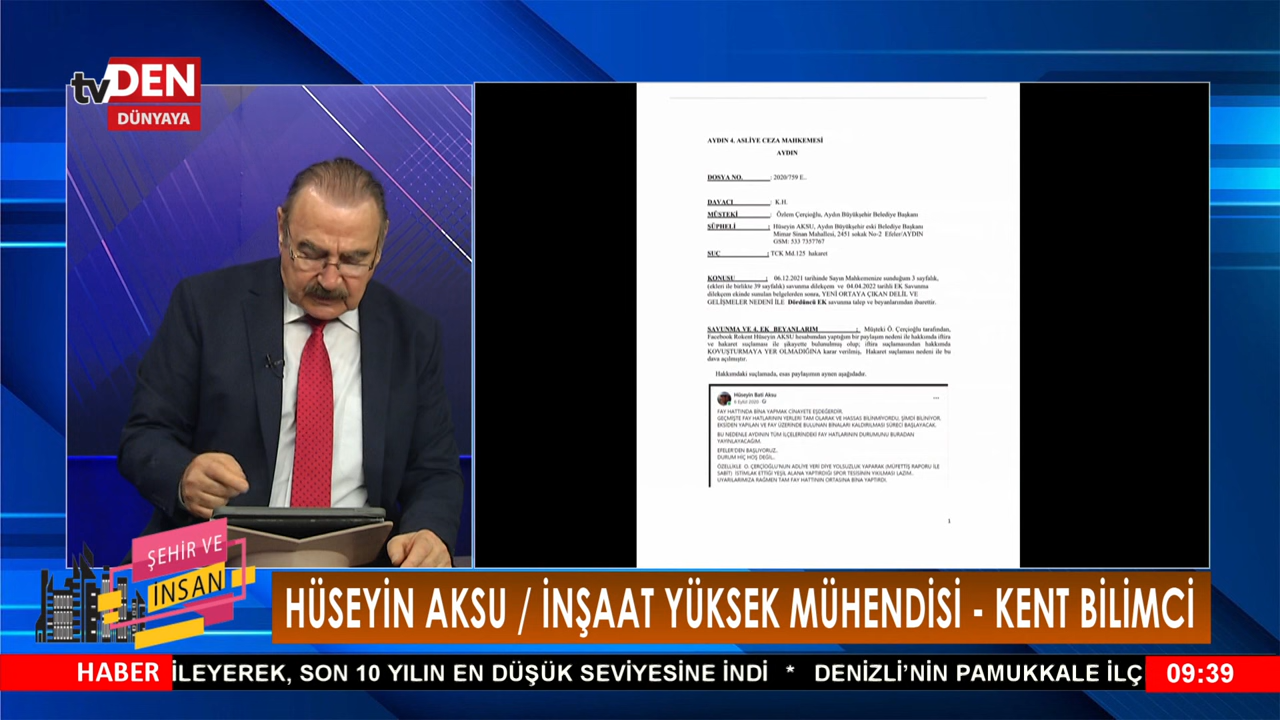 tvDEN
DÜNYAYA
AYDIN 4. ASLİYE CEZA MAHKEMESİ
AYDIN
DOSYA NO. : 2020/759 E..
DAVACI : K.H.
MÜSTEKİ : Özlem Çerçioğlu, Aydın Büyükşehir Belediye Başkanı
SÜPHELİ : Hüseyin AKSU, Aydın Büyükşehir eski Belediye Başkanı
Mimar Sinan Mahallesi, 2451 sokak No-2 Efeler/AYDIN
GSM: 533 7357767
SUÇ : TCK Md.125 hakaret
KONUSU : 06.12.2021 tarihinde Sayın Mahkemenize sunduğum 3 sayfalık,
(ekleri ile birlikte 39 sayfalık) savunma dilekçem ve 04.04.2022 tarihli EK Savunma
dilekçem ekinde sunulan belgelerden sonra, YENİ ORTAYA ÇIKAN DELİL VE
GELİŞMELER NEDENİ İLE Dördüncü EK savunma talep ve beyanlarından ibarettir.
SAVUNMA VE 4. EK BEYANLARIM : Müşteki Ö. Çerçioğlu tarafından,
Facebook Rokent Hüseyin AKSU hesabından yaptığım bir paylaşım nedeni ile hakkımda iftira
ve hakaret suçlaması ile şikayette bulunulmuş olup; iftira suçlamasından hakkımda
KOVUŞTURMAYA YER OLMADIĞINA karar verilmiş, Hakaret suçlaması nedeni ile bu
dava açılmıştır.
Hakkımdaki suçlamada, esas paylaşımın aynen aşağıdadır.
Hüseyin Bati Aksu
6 Eylül 2020
FAY HATTINDA BİNA YAPMAK CİNAYETE EŞDEĞERDİR.
GEÇMİŞTE FAY HATLARININ YERLERİ TAM OLARAK VE HASSAS BİLİNMİYORDU. ŞİMDİ BİLİNİYOR.
EKSİDEN YAPILAN VE FAY ÜZERİNDE BULUNAN BİNALARI KALDIRILMASI SÜRECİ BAŞLAYACAK.
BU NEDENLE AYDININ TÜM İLÇELERİNDEKİ FAY HATLARININ DURUMUNU BURADAN
YAYINLAYACAĞIM.
EFELER'DEN BAŞLIYORUZ..
DURUM HİÇ HOŞ DEĞİL..
ÖZELLİKLE O. ÇERÇİOĞLU'NUN ADLİYE YERİ DİYE YOLSUZLUK YAPARAK (MÜFETTİŞ RAPORU İLE
SABİT) İSTİMLAK ETTİĞİ YEŞİL ALANA YAPTIRDIĞI SPOR TESİSİNİN YIKILMASI LAZIM..
UYARILARIMIZA RAĞMEN TAM FAY HATTININ ORTASINA BİNA YAPTIRDI.
1
ŞEHİR VE
İNSAN
HÜSEYİN AKSU / İNŞAAT YÜKSEK MÜHENDİSİ - KENT BİLİMCİ
HABER İLEYEREK, SON 10 YILIN EN DÜŞÜK SEVİYESİNE İNDİ * DENİZLİ'NİN PAMUKKALE İLÇ 09:39